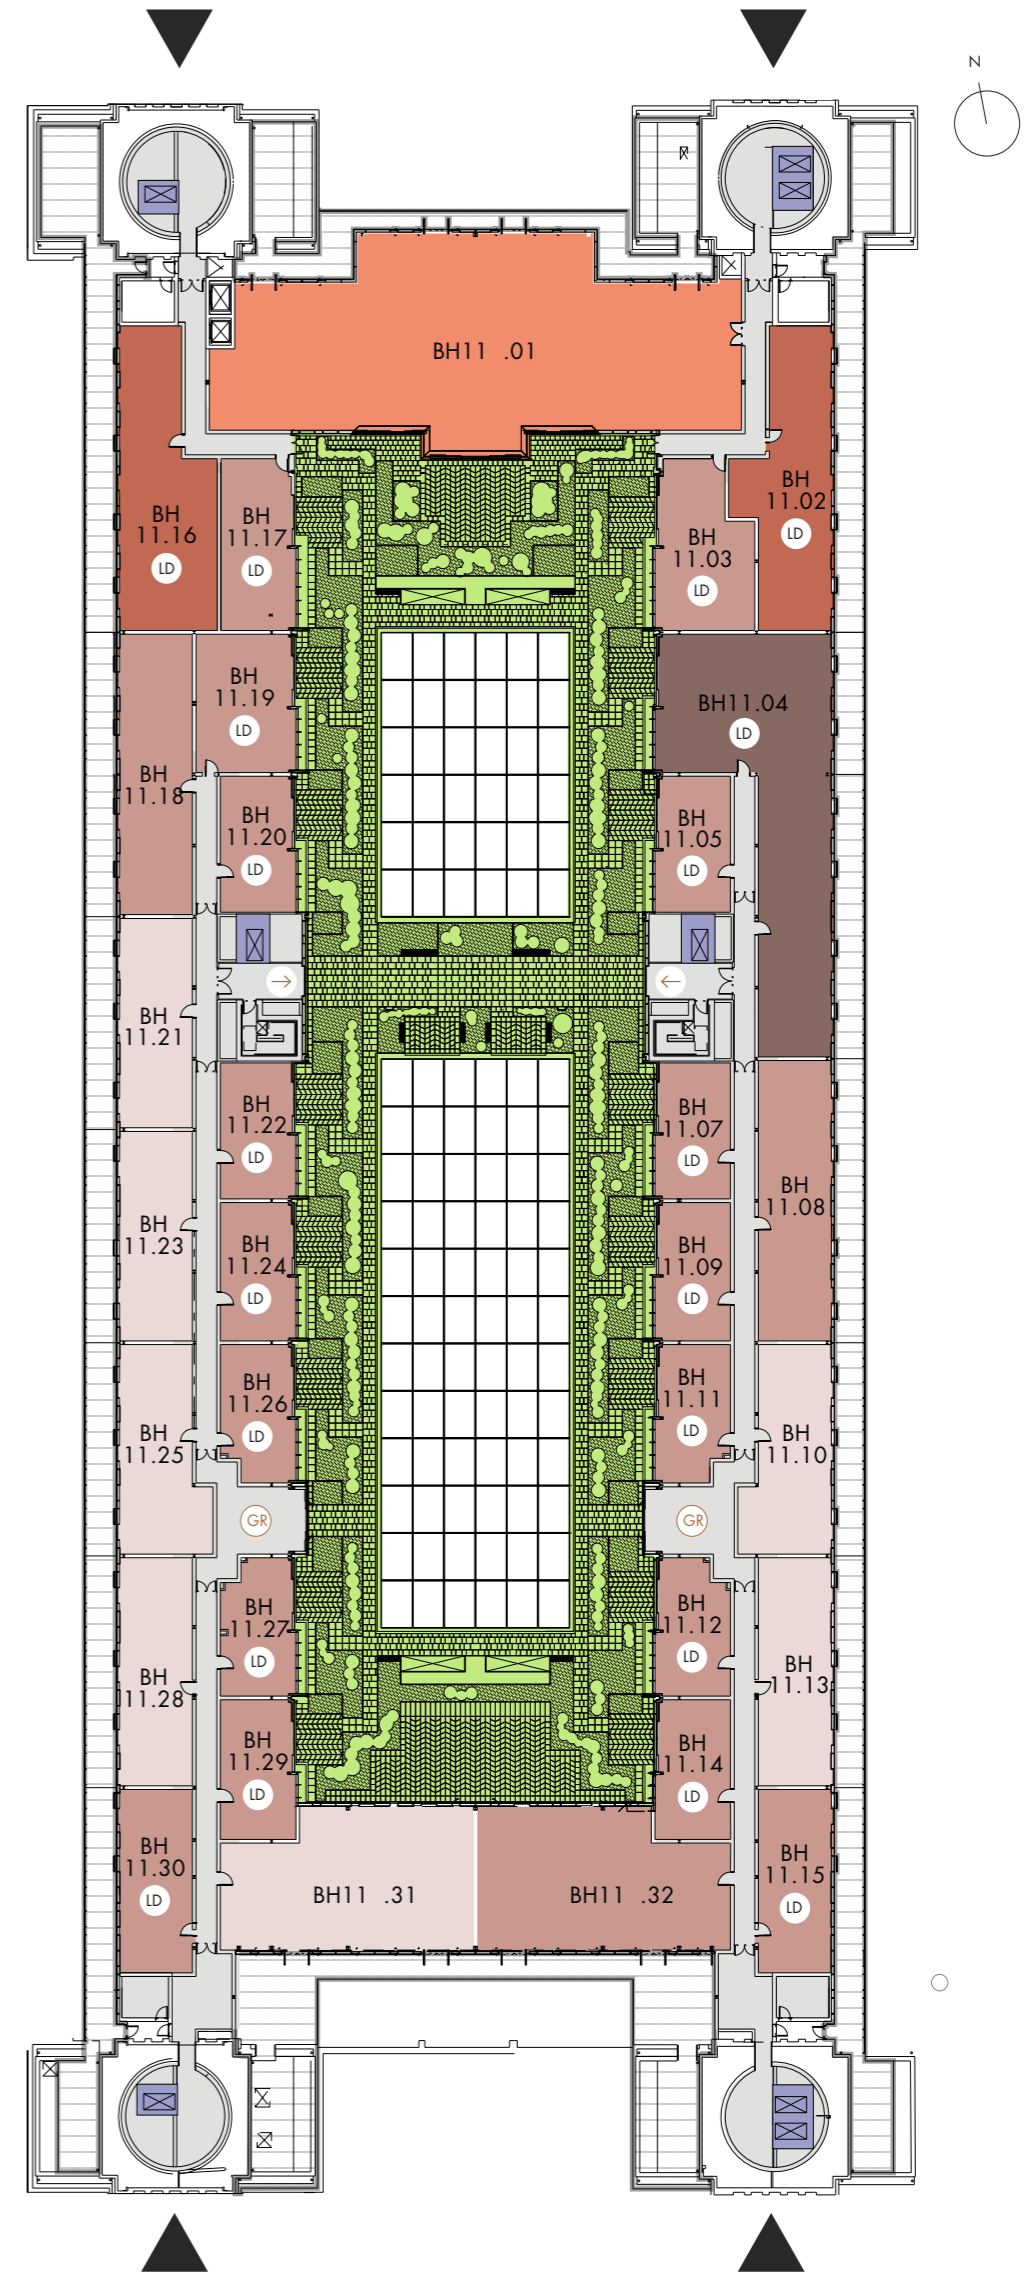 N
BH11 .01
BH
11.02
LD
BH
11.16
LD
BH
11.17
LD
BH
11.03
LD
BH
11.19
LD
BH11.04
LD
BH
11.18
BH
11.20
LD
BH
11.05
LD
→
←
BH
11.21
BH
11.22
LD
BH
11.07
LD
BH
11.08
BH
11.23
BH
11.24
LD
BH
11.09
LD
BH
11.26
LD
BH
11.11
LD
BH
11.25
BH
11.10
GR
GR
BH
11.27
LD
BH
11.12
LD
BH
11.28
BH
11.13
BH
11.29
LD
BH
11.14
LD
BH
11.30
LD
BH
11.15
LD
BH11 .31
BH11 .32